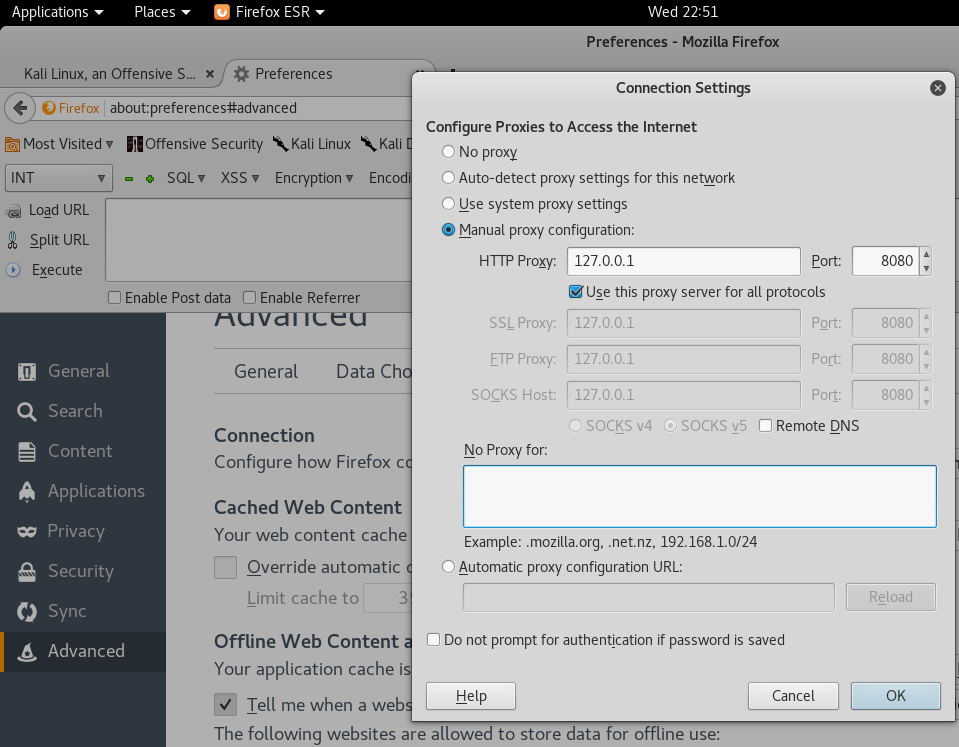 Applications Places Firefox ESR Wed 22:51
Preferences - Mozilla Firefox
Kali Linux, an Offensive S... Preferences
Firefox about:preferences#advanced
Most Visited Offensive Security Kali Linux Kali
INT SQL XSS Encryption Encodi
Load URL
Split URL
Execute
Enable Post data Enable Referrer
General
Search
Content
Applications
Privacy
Security
Sync
Advanced
Advanced
General Data Cho
Connection
Configure how Firefox co
Cached Web Content
Your web content cache
Override automatic c
Limit cache to 35
Offline Web Content a
Your application cache is
Tell me when a webs
The following websites are allowed to store data for offline use:
Connection Settings
Configure Proxies to Access the Internet
No proxy
Auto-detect proxy settings for this network
Use system proxy settings
Manual proxy configuration:
HTTP Proxy: 127.0.0.1 Port: 8080
Use this proxy server for all protocols
SSL Proxy: 127.0.0.1 Port: 8080
FTP Proxy: 127.0.0.1 Port: 8080
SOCKS Host: 127.0.0.1 Port: 8080
SOCKS v4 SOCKS v5 Remote DNS
No Proxy for:
Example: .mozilla.org, .net.nz, 192.168.1.0/24
Automatic proxy configuration URL:
Reload
Do not prompt for authentication if password is saved
Help Cancel OK